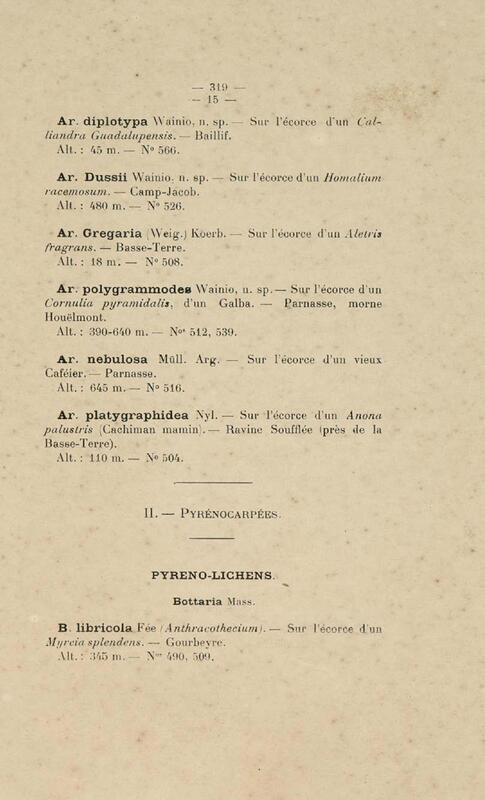 — 319 —
— 15 —
Ar. diplotypa Wainio, n. sp. — Sur l'écorce d'un Cal-
liandra Guadalupensis. — Baillif.
Alt. : 45 m. — N° 566.
Ar. Dussii Wainio, n. sp. — Sur l'écorce d'un Homalium
racemosum. — Camp-Jacob.
Alt. : 480 m. — N° 526.
Ar. Gregaria (Weig.) Koerb. — Sur l'écorce d'un Aletris
fragrans. — Basse-Terre.
Alt. : 18 m. — N° 508.
Ar. polygrammodes Wainio, n. sp. — Sur l'écorce d'un
Cornulia pyramidalis, d'un Galba. — Parnasse, morne
Houëlmont.
Alt. : 390-640 m. — Nos 512, 539.
Ar. nebulosa Müll. Arg. — Sur l'écorce d'un vieux
Caféier. — Parnasse.
Alt. : 645 m. — N° 516.
Ar. platygraphidea Nyl. — Sur l'écorce d'un Anona
palustris (Cachiman mamin). — Ravine Soufflée (près de la
Basse-Terre).
Alt. : 110 m. — N° 504.
II. — PYRÉNOCARPÉES.
PYRENO-LICHENS.
Bottaria Mass.
B. libricola Fée (Anthracothecium). — Sur l'écorce d'un
Myrcia splendens. — Gourbeyre.
Alt. : 345 m. — Nos 490, 509.